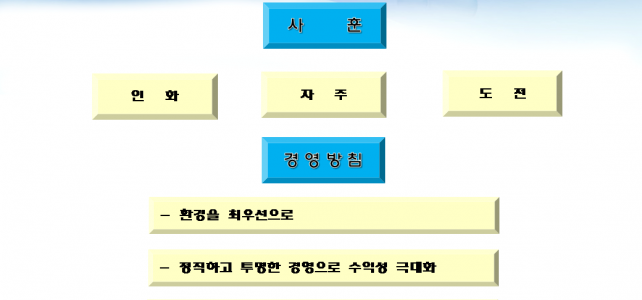 사 훈
인 화
자 주
도 전
경영방침
- 환경을 최우선으로
- 정직하고 투명한 경영으로 수익성 극대화